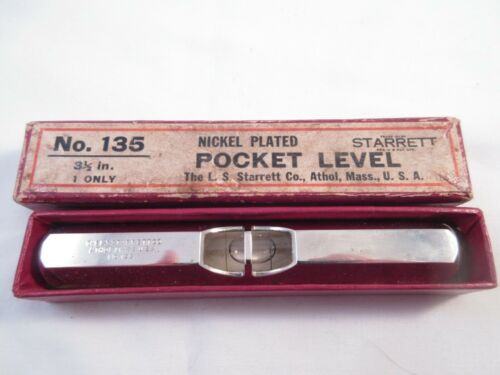 No. 135
3½ in.
1 ONLY
NICKEL PLATED
POCKET LEVEL
The L. S. Starrett Co., Athol, Mass., U. S. A.
STARRETT